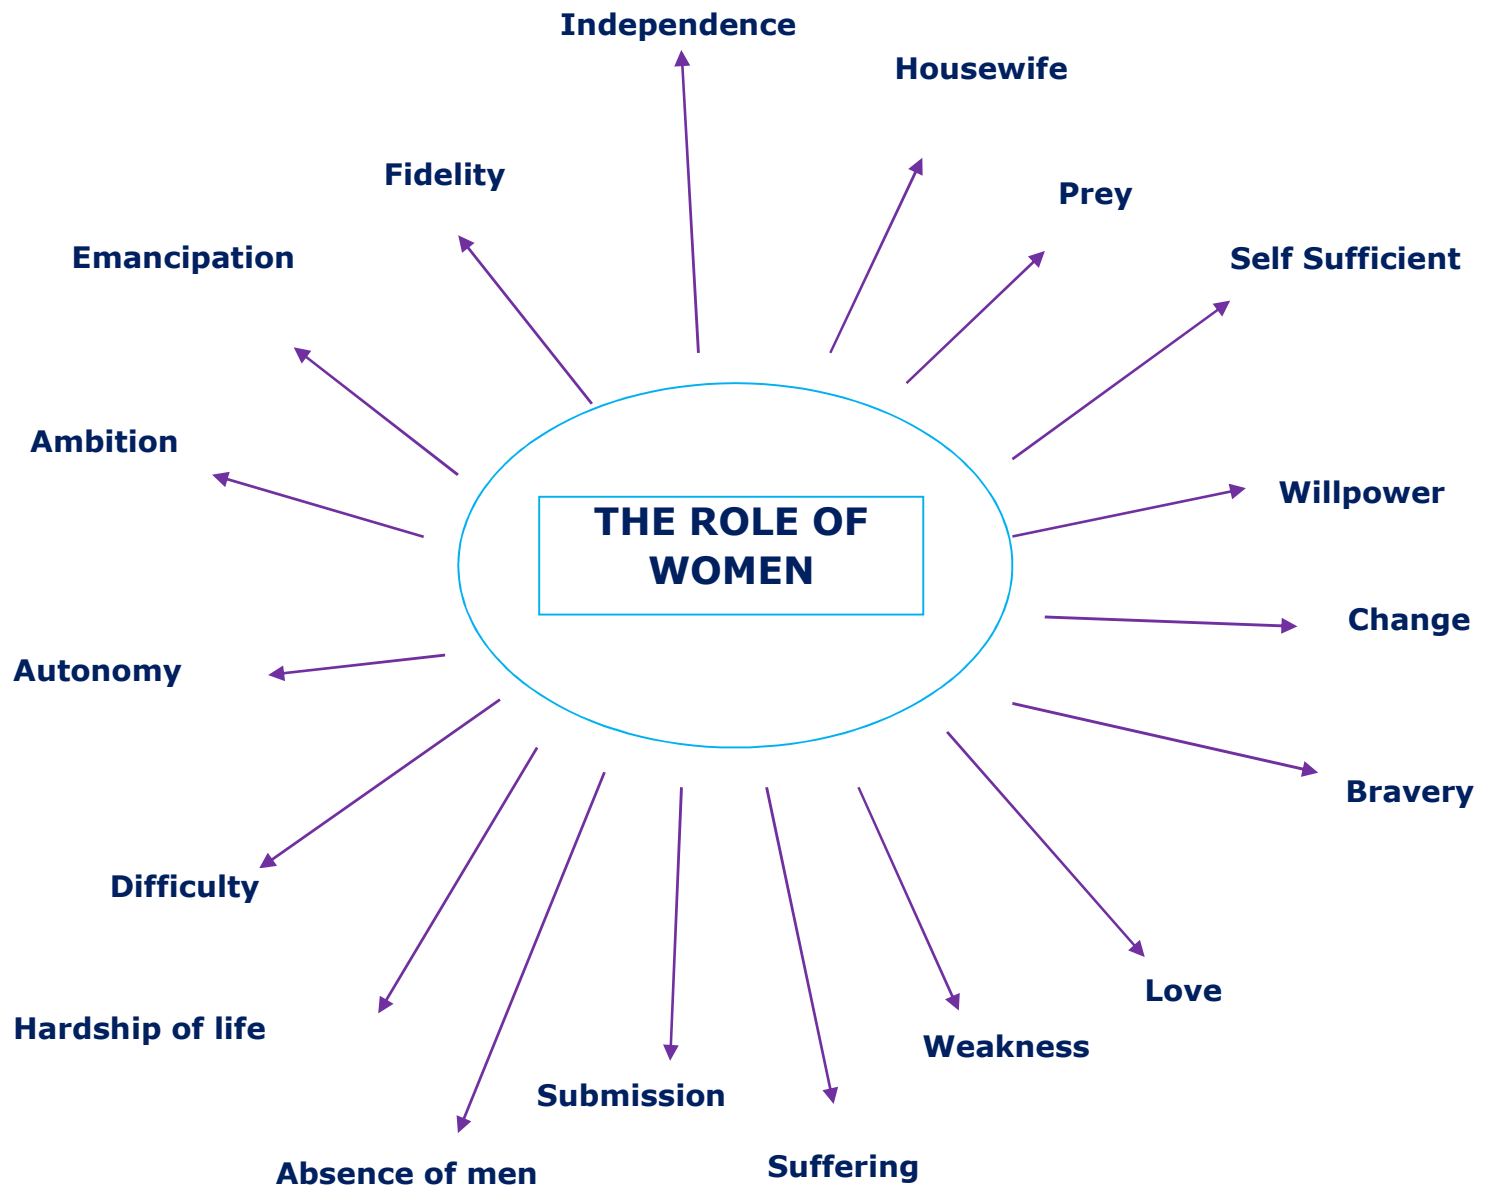 Independence
Housewife
Fidelity
Prey
Emancipation
Self Sufficient
Ambition
Willpower
THE ROLE OF
WOMEN
Change
Autonomy
Bravery
Difficulty
Love
Hardship of life
Weakness
Submission
Suffering
Absence of men